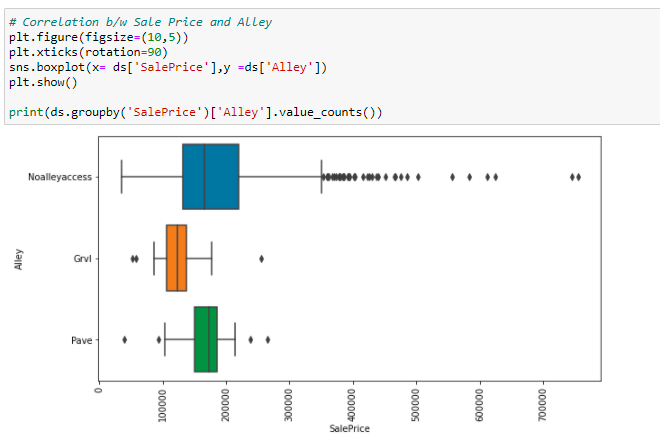 # Correlation b/w Sale Price and Alley
plt.figure(figsize=(10,5))
plt.xticks(rotation=90)
sns.boxplot(x= ds['SalePrice'],y =ds['Alley'])
plt.show()
print(ds.groupby('SalePrice')['Alley'].value_counts())
Noalleyaccess
Alley
Grvl
Pave
0
100000
200000
300000
400000
500000
600000
700000
SalePrice